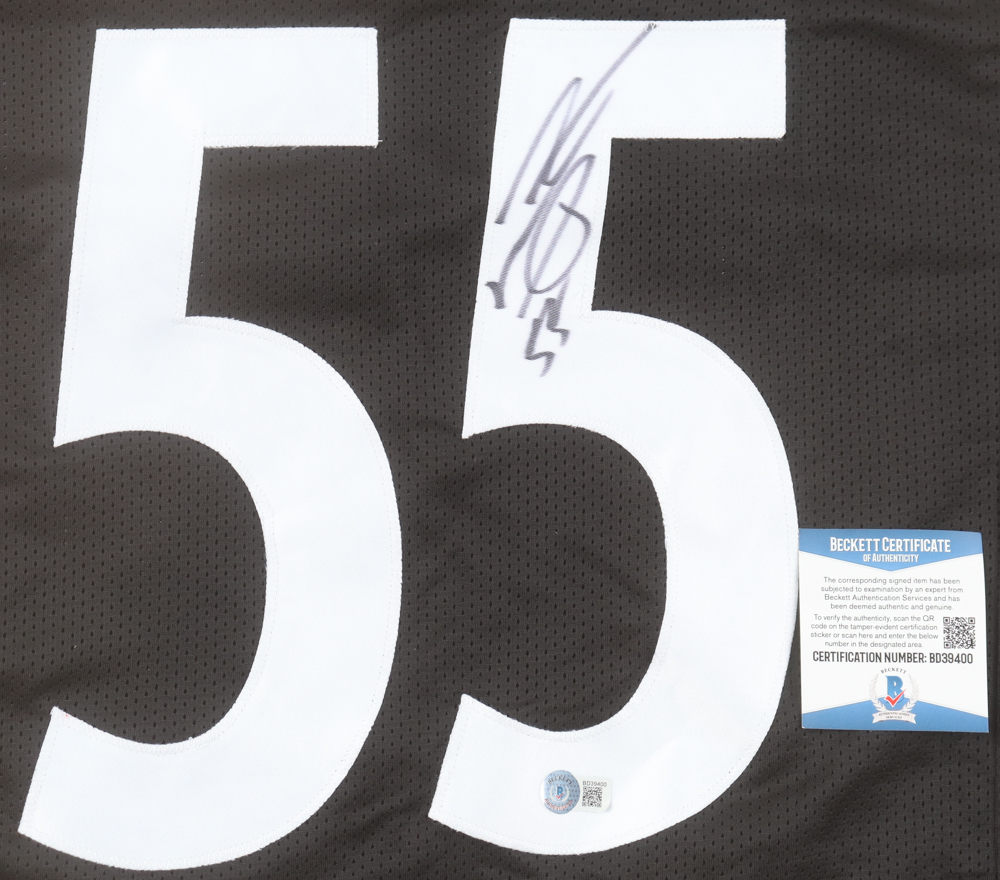 55
55
BECKETT CERTIFICATE
OF AUTHENTICITY
The corresponding signed item has been
subjected to examination by an expert from
Beckett Authentication Services and has
been deemed authentic and genuine.
To verify the authenticity, scan the QR
code on the tamper-evident certification
sticker or scan here and enter the below
number in the designated area.
CERTIFICATION NUMBER: BD39400
BECKETT
B
BECKETT
B
BD39400